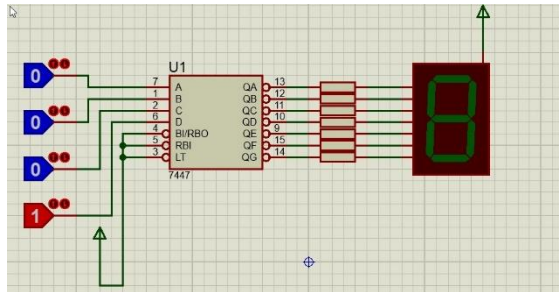 U1
0 7 A QA 13
0 1 B QB 12
0 2 C QC 11
1 6 D QD 10
4 BI/RBO QE 9
5 RBI QF 15
3 LT QG 14
7447